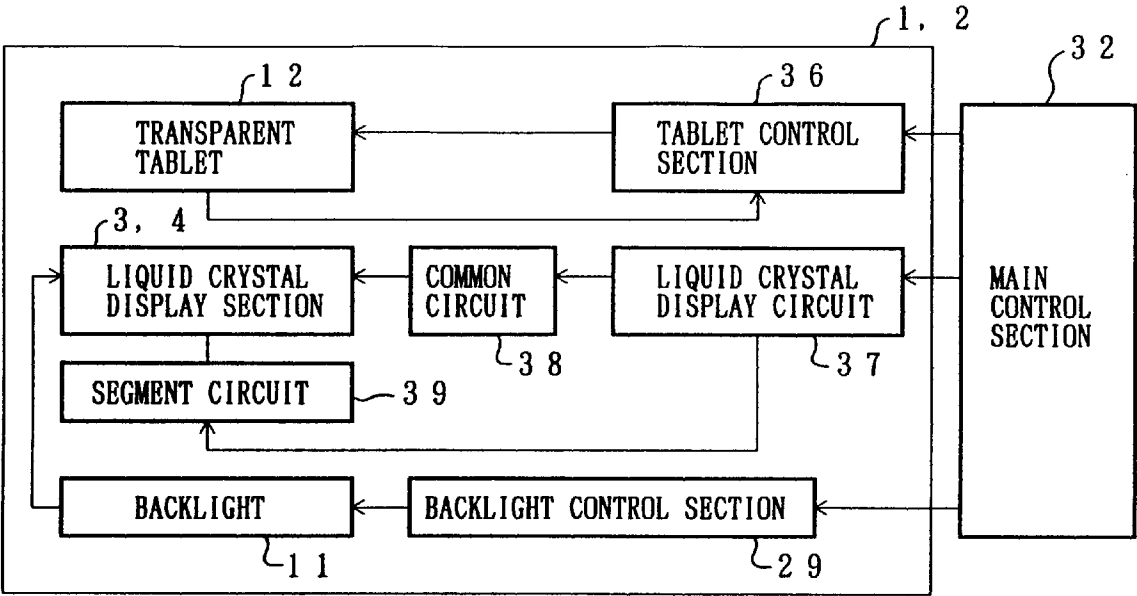 1, 2
32
12
36
TRANSPARENT
TABLET
TABLET CONTROL
SECTION
3, 4
LIQUID CRYSTAL
DISPLAY SECTION
COMMON
CIRCUIT
LIQUID CRYSTAL
DISPLAY CIRCUIT
MAIN
CONTROL
SECTION
38
37
SEGMENT CIRCUIT
39
BACKLIGHT
BACKLIGHT CONTROL SECTION
11
29